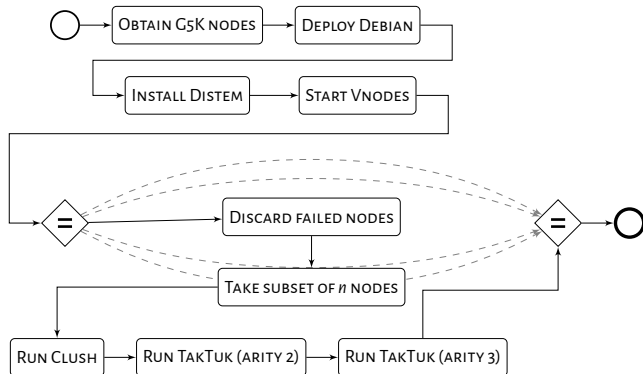 Obtain G5K nodes
Deploy Debian
Install Distem
Start Vnodes
=
Discard failed nodes
=
Take subset of n nodes
Run Clush
Run TakTuk (arity 2)
Run TakTuk (arity 3)